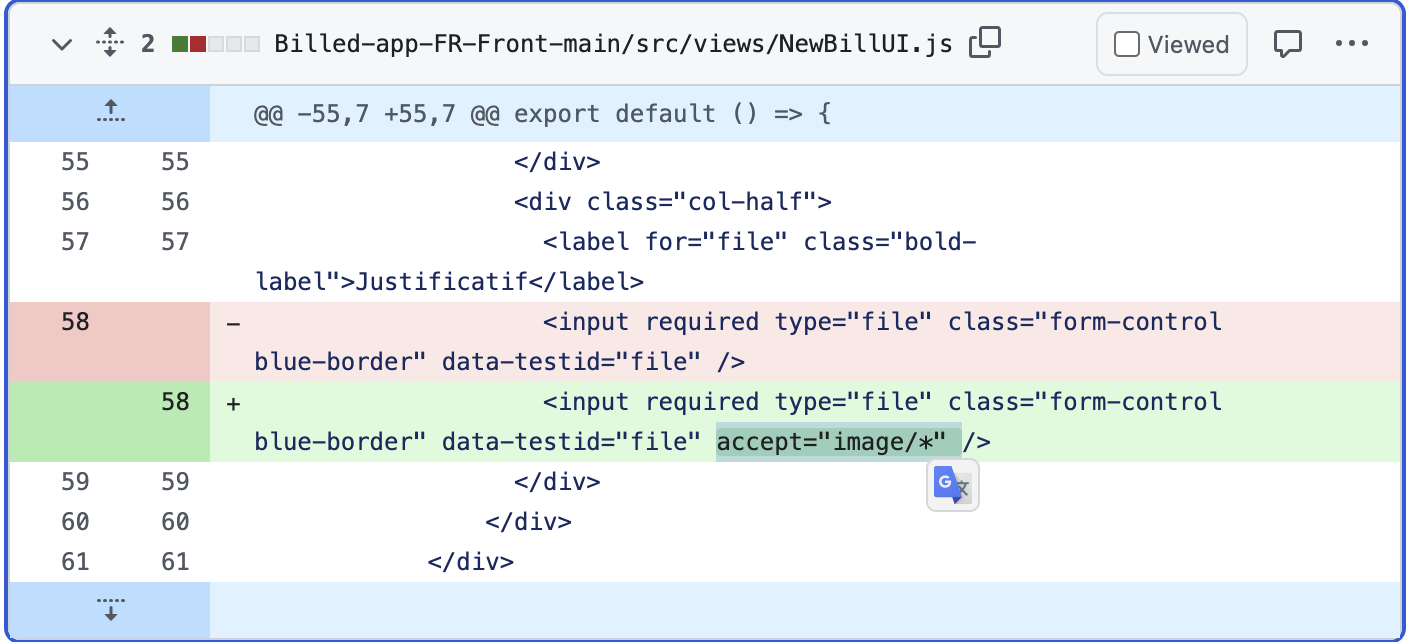 2 Billed-app-FR-Front-main/src/views/NewBillUI.js Viewed
@@ -55,7 +55,7 @@ export default () => {
55 55 </div>
56 56 <div class="col-half">
57 57 <label for="file" class="bold-
label">Justificatif</label>
58 - <input required type="file" class="form-control
blue-border" data-testid="file" />
58 + <input required type="file" class="form-control
blue-border" data-testid="file" accept="image/*" />
G 文
59 59 </div>
60 60 </div>
61 61 </div>